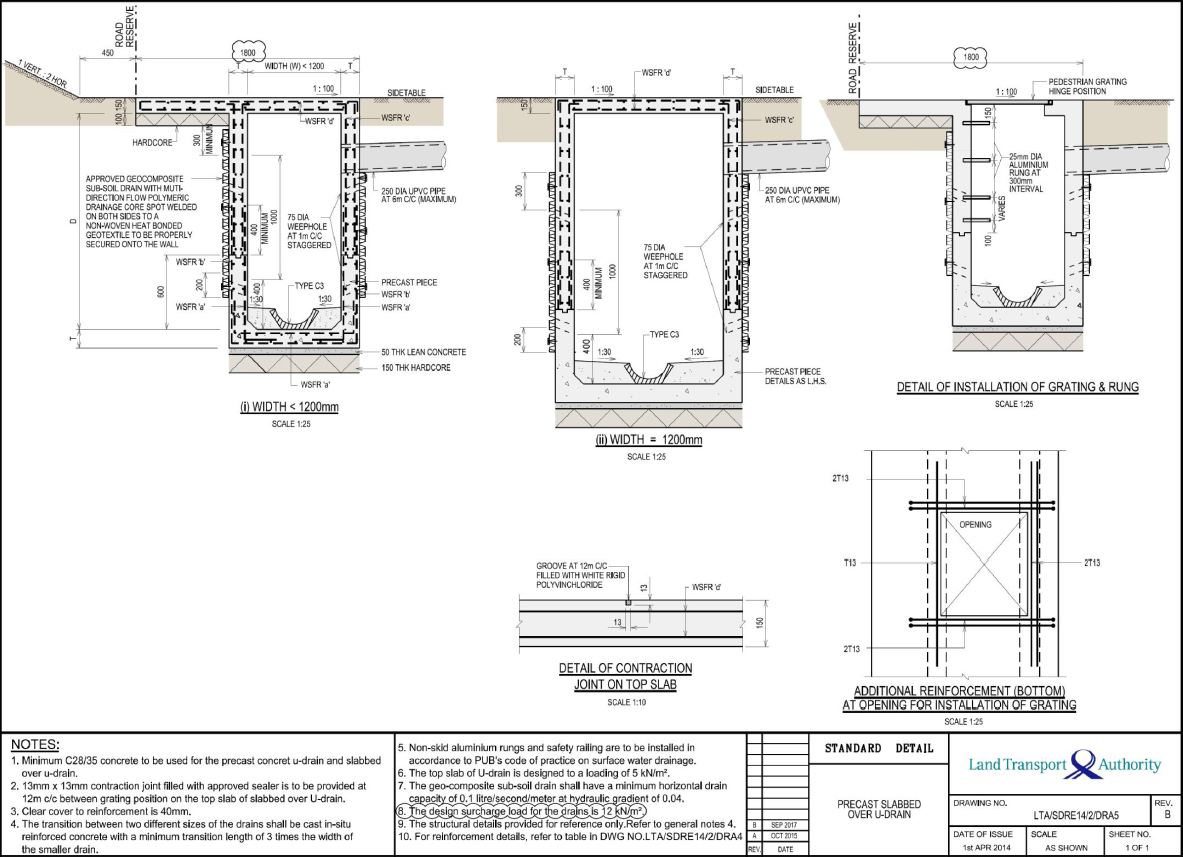 ROAD
RESERVE
450
1800
1 VERT : 2 HOR
T
WIDTH (W) < 1200
T
1 : 100
SIDETABLE
150
100
WSFR 'd'
WSFR 'c'
HARDCORE
300
MINIMUM
APPROVED GEOCOMPOSITE
SUB-SOIL DRAIN WITH MUTI-
DIRECTION FLOW POLYMERIC
DRAINAGE CORE SPOT WELDED
ON BOTH SIDES TO A
NON-WOVEN HEAT BONDED
GEOTEXTILE TO BE PROPERLY
SECURED ONTO THE WALL
250 DIA UPVC PIPE
AT 6m C/C (MAXIMUM)
D
1000
400
MINIMUM
75 DIA
WEEPHOLE
AT 1m C/C
STAGGERED
WSFR 'b'
600
200
400
TYPE C3
PRECAST PIECE
WSFR 'b'
WSFR 'a'
WSFR 'a'
1:30
1:30
T
50 THK LEAN CONCRETE
150 THK HARDCORE
WSFR 'a'
(i) WIDTH < 1200mm
SCALE 1:25
T
WSFR 'd'
T
1 : 100
SIDETABLE
150
WSFR 'c'
300
250 DIA UPVC PIPE
AT 6m C/C (MAXIMUM)
75 DIA
WEEPHOLE
AT 1m C/C
STAGGERED
400
MINIMUM
1000
200
400
TYPE C3
1:30
1:30
PRECAST PIECE
DETAILS AS L.H.S.
(ii) WIDTH = 1200mm
SCALE 1:25
ROAD RESERVE
1800
1 : 100
PEDESTRIAN GRATING
HINGE POSITION
150
25mm DIA
ALUMINIUM
RUNG AT
300mm
INTERVAL
VARIES
100
DETAIL OF INSTALLATION OF GRATING & RUNG
SCALE 1:25
GROOVE AT 12m C/C
FILLED WITH WHITE RIGID
POLYVINCHLORIDE
13
WSFR 'd'
13
150
DETAIL OF CONTRACTION
JOINT ON TOP SLAB
SCALE 1:10
2T13
OPENING
T13
2T13
2T13
ADDITIONAL REINFORCEMENT (BOTTOM)
AT OPENING FOR INSTALLATION OF GRATING
SCALE 1:25
NOTES:
1. Minimum C28/35 concrete to be used for the precast concret u-drain and slabbed
over u-drain.
2. 13mm x 13mm contraction joint filled with approved sealer is to be provided at
12m c/c between grating position on the top slab of slabbed over U-drain.
3. Clear cover to reinforcement is 40mm.
4. The transition between two different sizes of the drains shall be cast in-situ
reinforced concrete with a minimum transition length of 3 times the width of
the smaller drain.
5. Non-skid aluminium rungs and safety railing are to be installed in
accordance to PUB's code of practice on surface water drainage.
6. The top slab of U-drain is designed to a loading of 5 kN/m².
7. The geo-composite sub-soil drain shall have a minimum horizontal drain
capacity of 0.1 litre/second/meter at hydraulic gradient of 0.04.
8. The design surcharge load for the drains is 12 kN/m².
9. The structural details provided for reference only.Refer to general notes 4.
10. For reinforcement details, refer to table in DWG NO.LTA/SDRE14/2/DRA4
B SEP 2017
A OCT 2015
REV. DATE
STANDARD DETAIL
PRECAST SLABBED
OVER U-DRAIN
Land Transport Authority
DRAWING NO.
LTA/SDRE14/2/DRA5
REV.
B
DATE OF ISSUE
1st APR 2014
SCALE
AS SHOWN
SHEET NO.
1 OF 1